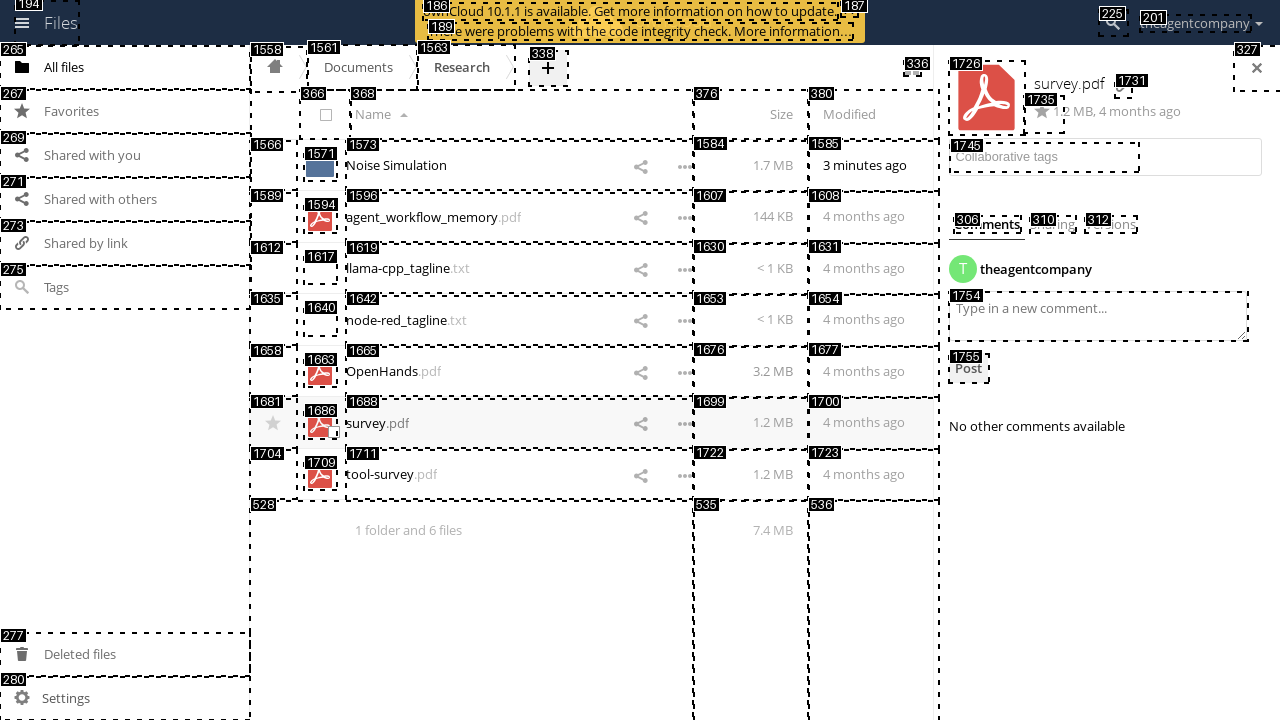 194
Files
186
ownCloud 10.1.1 is available. Get more information on how to update.
187
189
There were problems with the code integrity check. More information…
225
201
theagentcompany
265
All files
267
Favorites
269
Shared with you
271
Shared with others
273
Shared by link
275
Tags
277
Deleted files
280
Settings
1558
1561
Documents
1563
Research
338
+
336
327
366
368
Name
376
Size
380
Modified
1566
1571
1573
Noise Simulation
1584
1.7 MB
1585
3 minutes ago
1589
1594
1596
agent_workflow_memory.pdf
1607
144 KB
1608
4 months ago
1612
1617
1619
llama-cpp_tagline.txt
1630
< 1 KB
1631
4 months ago
1635
1640
1642
node-red_tagline.txt
1653
< 1 KB
1654
4 months ago
1658
1663
1665
OpenHands.pdf
1676
3.2 MB
1677
4 months ago
1681
1686
1688
survey.pdf
1699
1.2 MB
1700
4 months ago
1704
1709
1711
tool-survey.pdf
1722
1.2 MB
1723
4 months ago
528
1 folder and 6 files
535
7.4 MB
536
1726
survey.pdf
1731
1735
1.2 MB, 4 months ago
1745
Collaborative tags
306
Comments
310
Sharing
312
Versions
T
theagentcompany
1754
Type in a new comment...
1755
Post
No other comments available